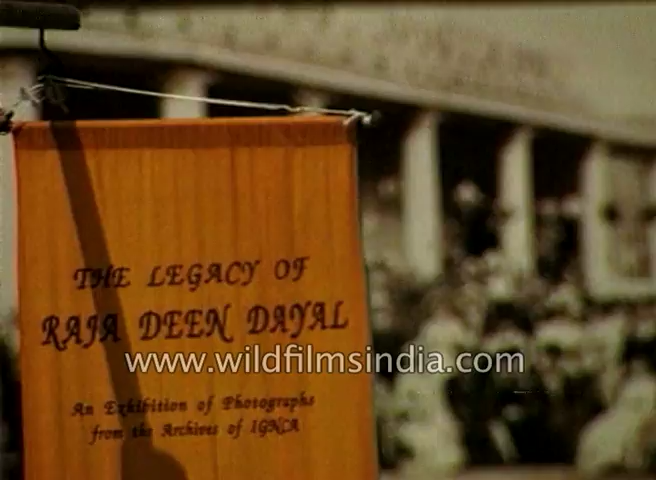 THE LEGACY OF
RAJA DEEN DAYAL
www.wildfilmsindia.com
An Exhibition of Photographs
from the Archives of IGNCA